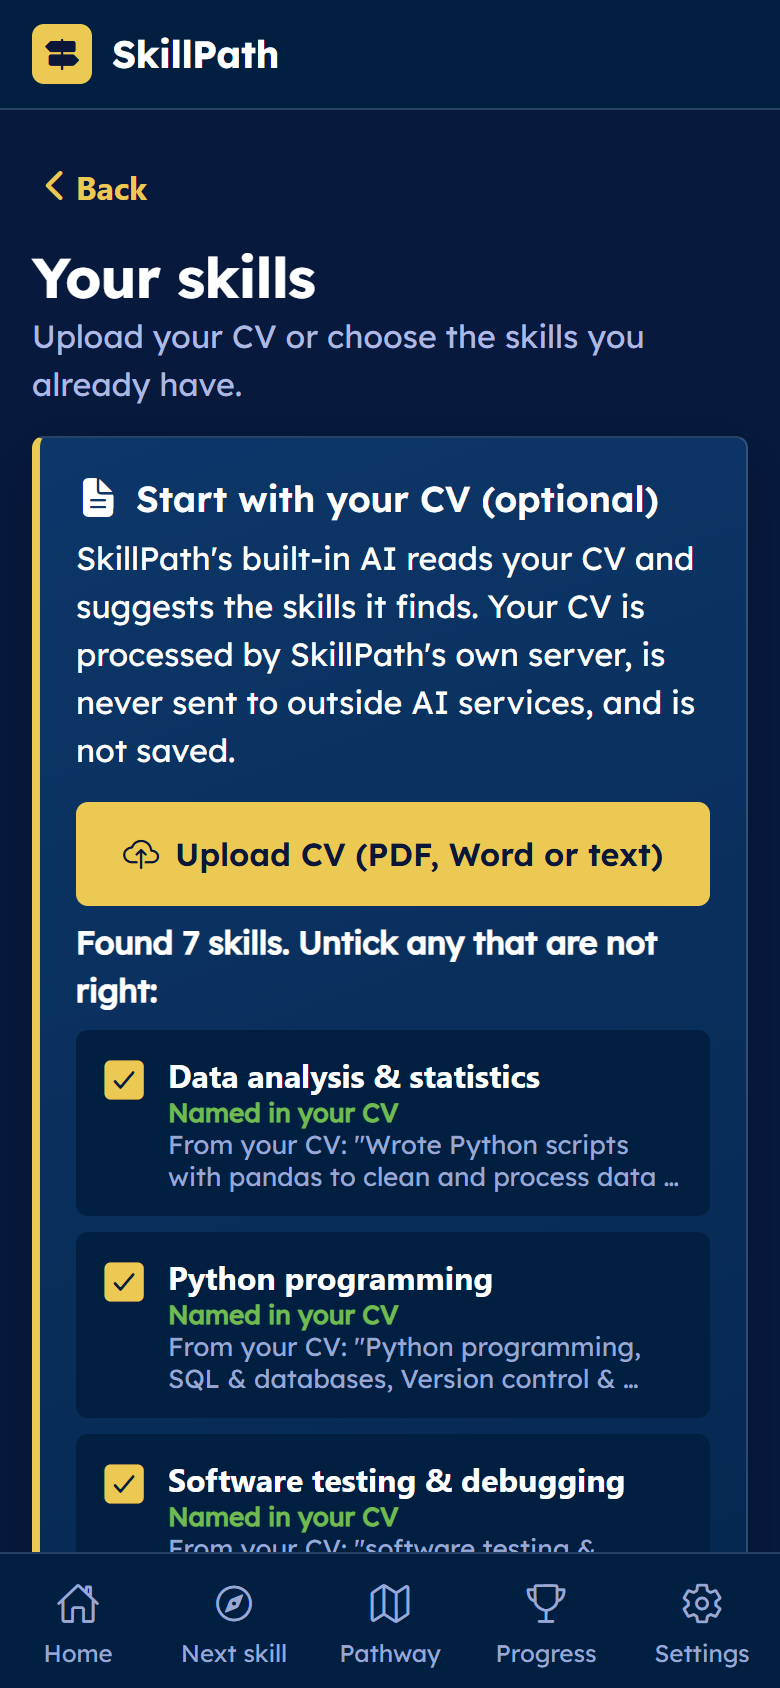 SkillPath
Back
Your skills
Upload your CV or choose the skills you
already have.
Start with your CV (optional)
SkillPath's built-in AI reads your CV and
suggests the skills it finds. Your CV is
processed by SkillPath's own server, is
never sent to outside AI services, and is
not saved.
Upload CV (PDF, Word or text)
Found 7 skills. Untick any that are not
right:
Data analysis & statistics
Named in your CV
From your CV: "Wrote Python scripts
with pandas to clean and process data ...
Python programming
Named in your CV
From your CV: "Python programming,
SQL & databases, Version control & ...
Software testing & debugging
Named in your CV
From your CV: "software testing &
Home
Next skill
Pathway
Progress
Settings